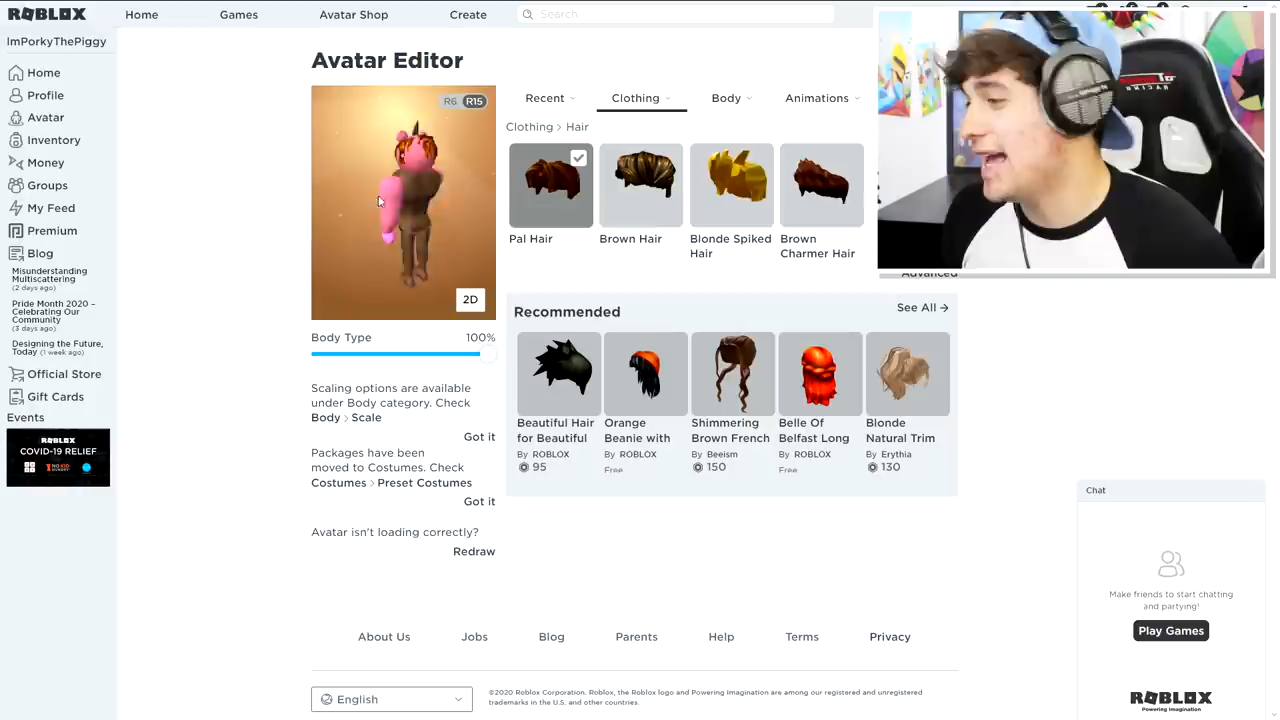 ROBLOX
Home
Games
Avatar Shop
Create
Search
ImPorkyThePiggy
Home
Profile
Avatar
Inventory
Money
Groups
My Feed
Premium
Blog
Misunderstanding
Multiscattering
(2 days ago)
Pride Month 2020 –
Celebrating Our
Community
(3 days ago)
Designing the Future,
Today (1 week ago)
Official Store
Gift Cards
Events
ROBLOX
COVID-19 RELIEF
Avatar Editor
R6 R15
2D
Body Type 100%
Scaling options are available
under Body category. Check
Body > Scale
Got it
Packages have been
moved to Costumes. Check
Costumes > Preset Costumes
Got it
Avatar isn't loading correctly?
Redraw
Recent
Clothing
Body
Animations
Clothing > Hair
Pal Hair
Brown Hair
Blonde Spiked
Hair
Brown
Charmer Hair
Advanced
Recommended
See All →
Beautiful Hair
for Beautiful
By ROBLOX
95
Orange
Beanie with
By ROBLOX
Free
Shimmering
Brown French
By Beeism
150
Belle Of
Belfast Long
By ROBLOX
Free
Blonde
Natural Trim
By Erythia
130
Chat
Make friends to start chatting
and partying!
Play Games
ROBLOX
Powering Imagination
About Us
Jobs
Blog
Parents
Help
Terms
Privacy
English
©2020 Roblox Corporation. Roblox, the Roblox logo and Powering Imagination are among our registered and unregistered
trademarks in the U.S. and other countries.